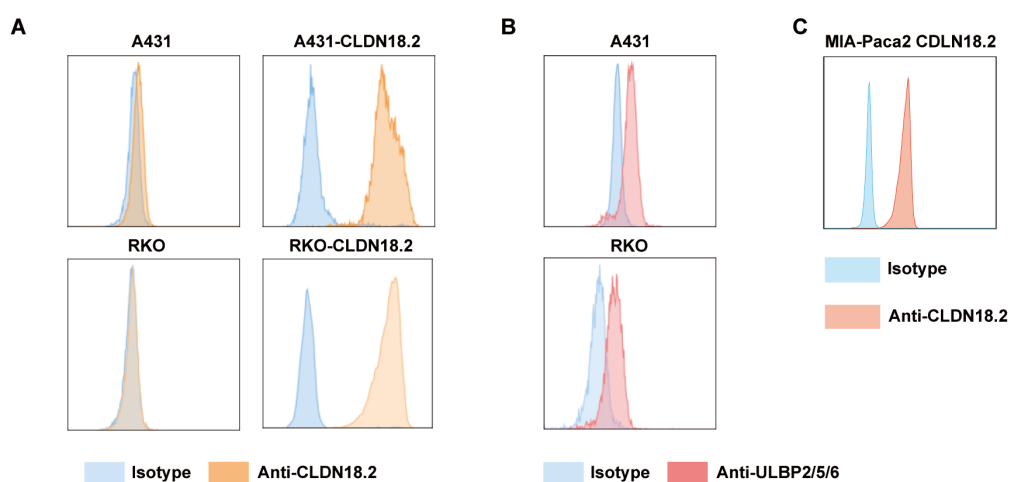 A
B
C
A431
A431-CLDN18.2
A431
MIA-Paca2 CDLN18.2
RKO
RKO-CLDN18.2
RKO
Isotype
Anti-CLDN18.2
Isotype
Anti-CLDN18.2
Isotype
Anti-ULBP2/5/6